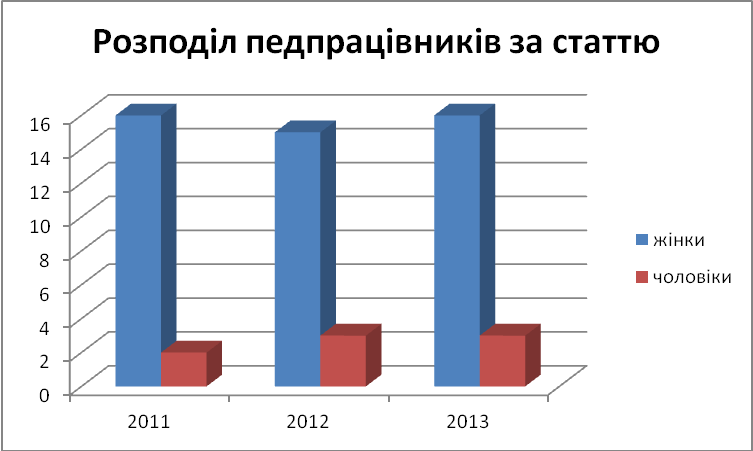 Розподіл педпрацівників за статтю
16
14
12
10
8
6
4
2
0
2011 2012 2013
жінки
чоловіки